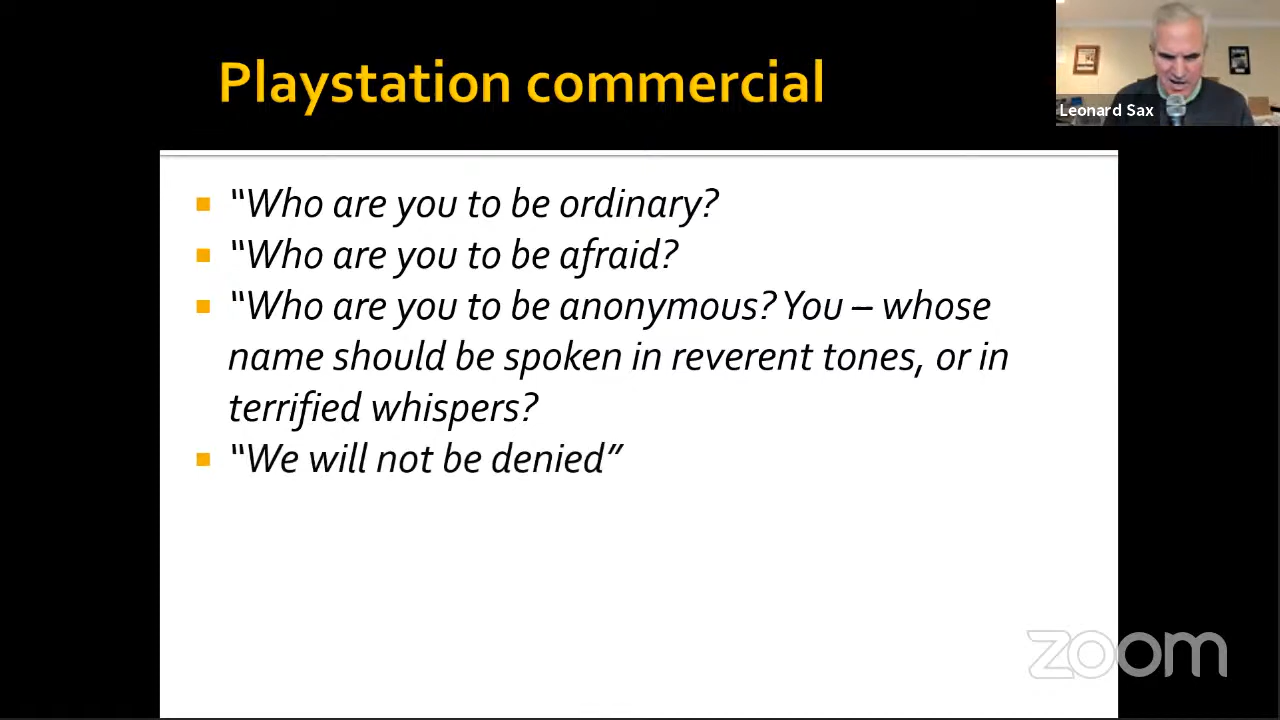 Playstation commercial
Leonard Sax
“Who are you to be ordinary?
“Who are you to be afraid?
“Who are you to be anonymous? You – whose
name should be spoken in reverent tones, or in
terrified whispers?
“We will not be denied”
zoom